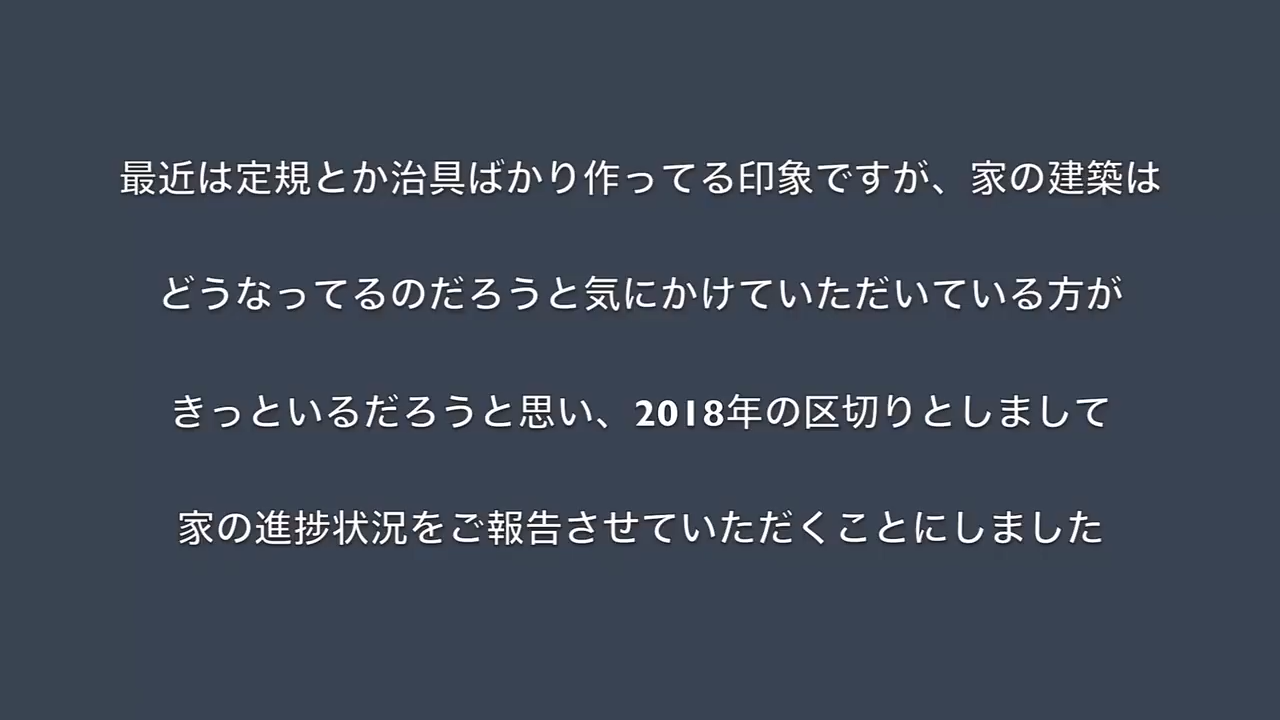 最近は定規とか治具ばかり作ってる印象ですが、家の建築は
どうなってるのだろうと気にかけていただいている方が
きっといるだろうと思い、2018年の区切りとしまして
家の進捗状況をご報告させていただくことにしました